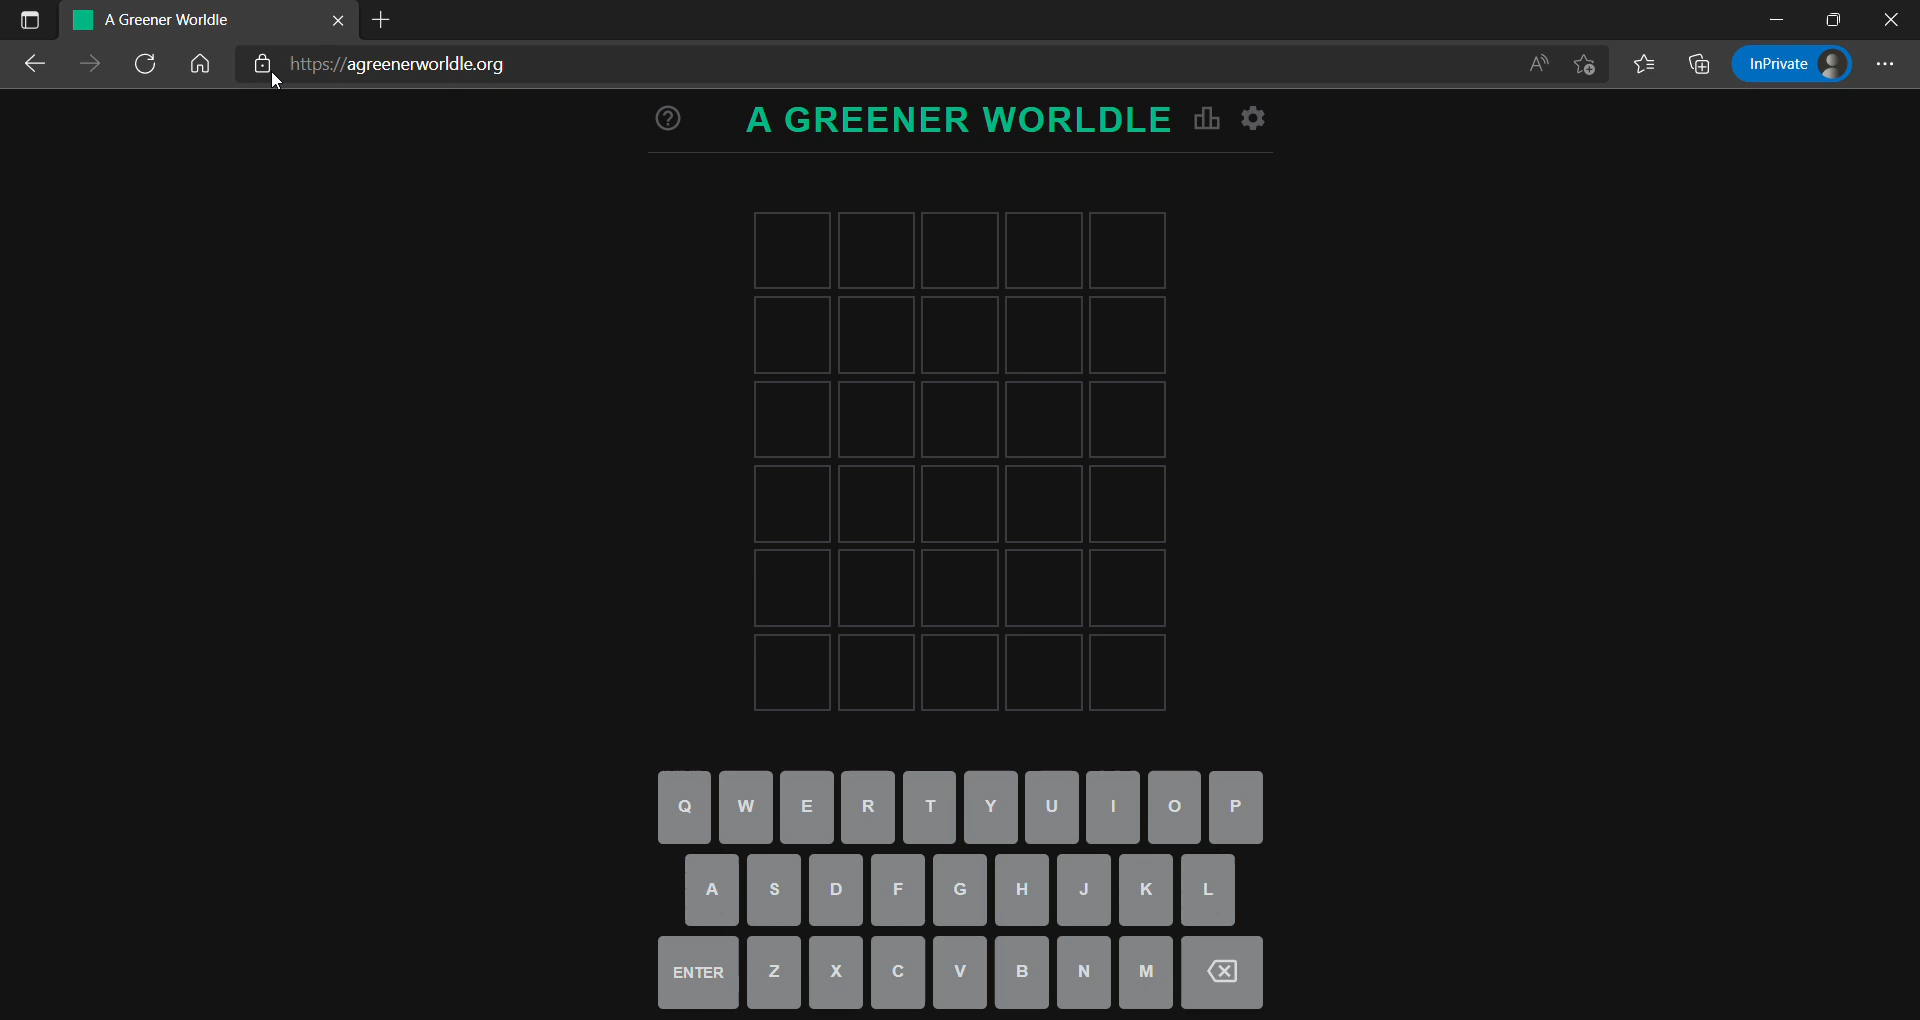 A Greener Worldle
https://agreenerworldle.org
InPrivate
A GREENER WORLDLE
Q W E R T Y U I O P
A S D F G H J K L
ENTER Z X C V B N M